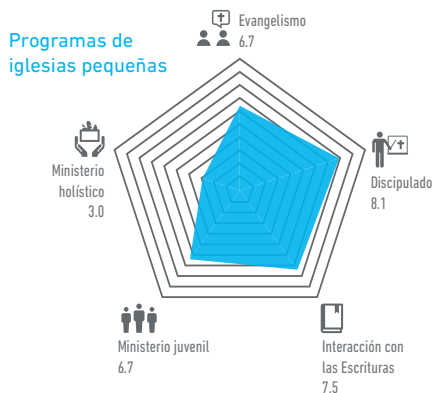 Programas de
iglesias pequeñas
Evangelismo
6.7
Discipulado
8.1
Interacción con
las Escrituras
7.5
Ministerio juvenil
6.7
Ministerio
holístico
3.0